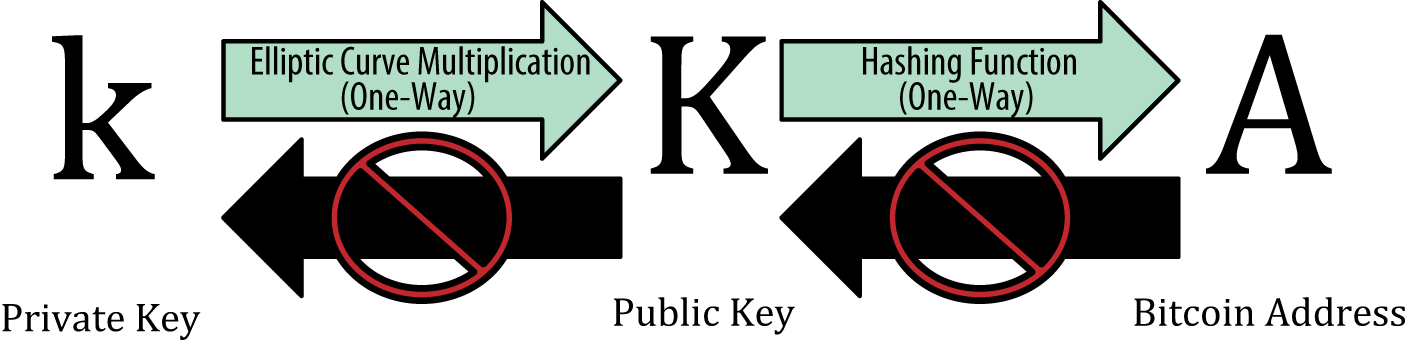 k
Elliptic Curve Multiplication
(One-Way)
K
Hashing Function
(One-Way)
A
Private Key
Public Key
Bitcoin Address